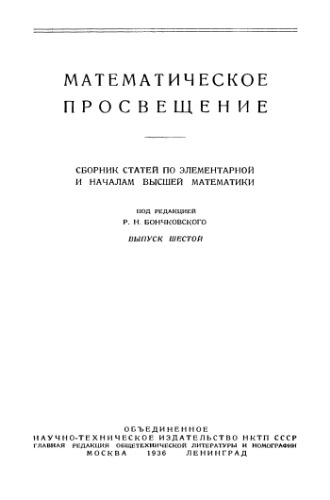 МАТЕМАТИЧЕСКОЕ
ПРОСВЕЩЕНИЕ
СБОРНИК СТАТЕЙ ПО ЭЛЕМЕНТАРНОЙ
И НАЧАЛАМ ВЫСШЕЙ МАТЕМАТИКИ
ПОД РЕДАКЦИЕЙ
Р. Н. БОНЧКОВСКОГО
ВЫПУСК ШЕСТОЙ
ОБЪЕДИНЕННОЕ
НАУЧНО-ТЕХНИЧЕСКОЕ ИЗДАТЕЛЬСТВО НКТП СССР
ГЛАВНАЯ РЕДАКЦИЯ ОБЩЕТЕХНИЧЕСКОЙ ЛИТЕРАТУРЫ И НОМОГРАФИИ
МОСКВА 1936 ЛЕНИНГРАД